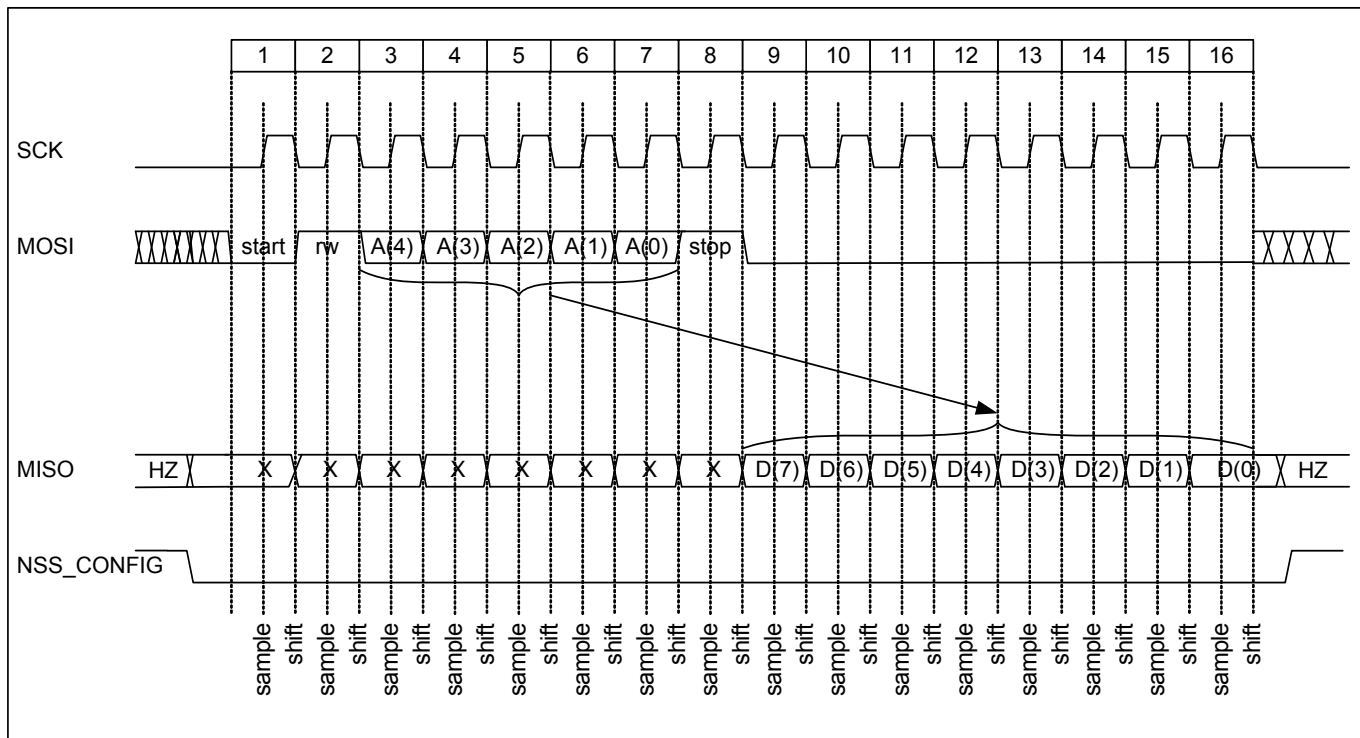 1 2 3 4 5 6 7 8 9 10 11 12 13 14 15 16
SCK
MOSI start rw A(4) A(3) A(2) A(1) A(0) stop
MISO HZ X X X X X X X X D(7) D(6) D(5) D(4) D(3) D(2) D(1) D(0) HZ
NSS_CONFIG
sample shift sample shift sample shift sample shift sample shift sample shift sample shift sample shift sample shift sample shift sample shift sample shift sample shift sample shift sample shift sample shift